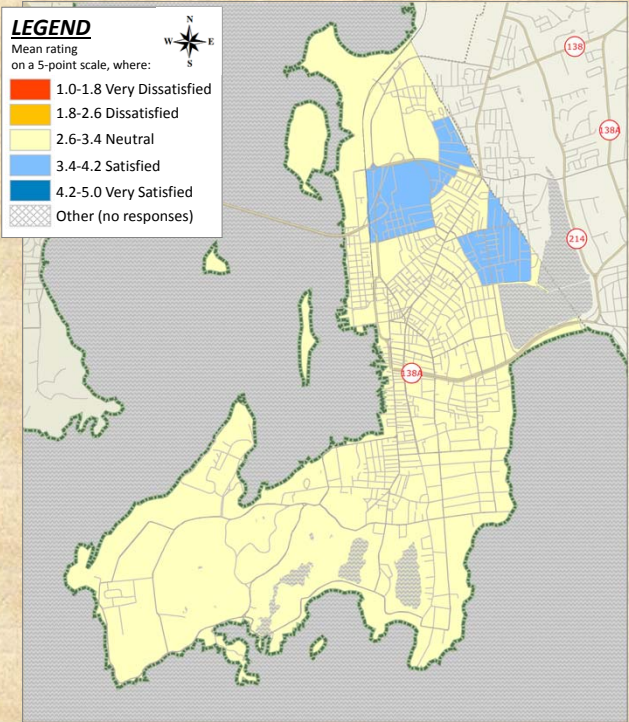 LEGEND
Mean rating
on a 5-point scale, where:
N
W E
S
1.0-1.8 Very Dissatisfied
1.8-2.6 Dissatisfied
2.6-3.4 Neutral
3.4-4.2 Satisfied
4.2-5.0 Very Satisfied
Other (no responses)
138
138A
214
138A